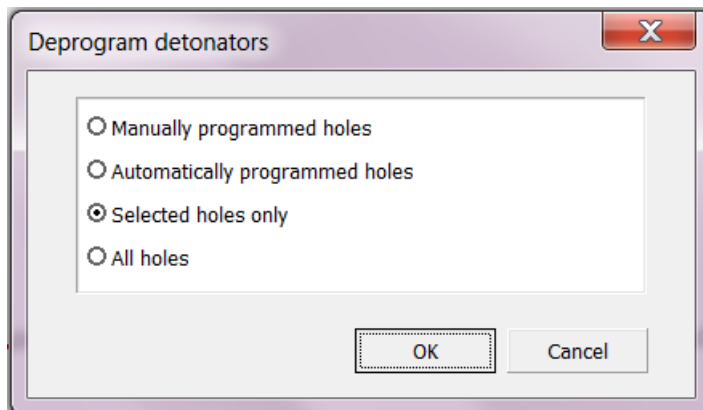 Deprogram detonators
Manually programmed holes
Automatically programmed holes
Selected holes only
All holes
OK
Cancel